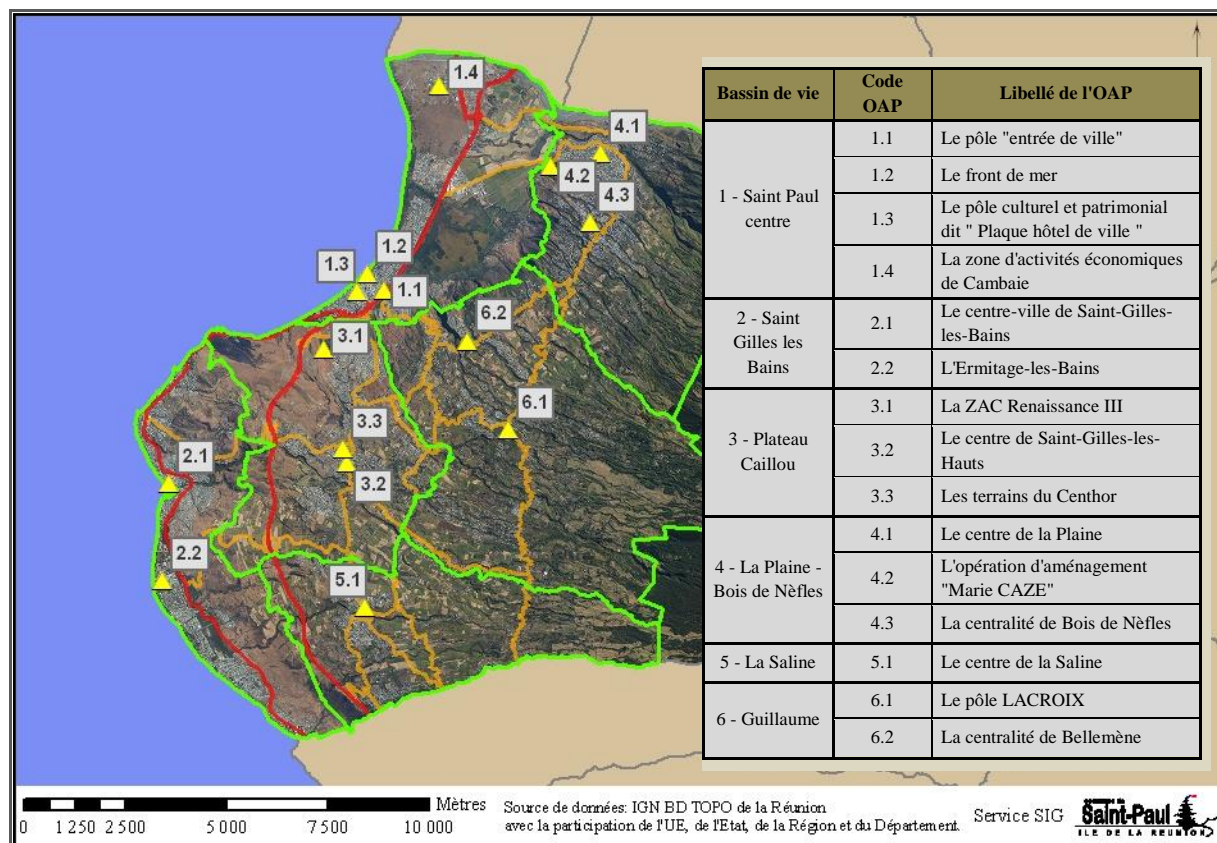 1.4
4.1
4.2
4.3
1.2
1.3
1.1
6.2
3.1
6.1
3.3
2.1
3.2
2.2
5.1
Bassin de vie
Code
OAP
Libellé de l'OAP
1 - Saint Paul
centre
1.1
Le pôle "entrée de ville"
1.2
Le front de mer
1.3
Le pôle culturel et patrimonial
dit " Plaque hôtel de ville "
1.4
La zone d'activités économiques
de Cambaie
2 - Saint
Gilles les
Bains
2.1
Le centre-ville de Saint-Gilles-
les-Bains
2.2
L'Ermitage-les-Bains
3 - Plateau
Caillou
3.1
La ZAC Renaissance III
3.2
Le centre de Saint-Gilles-les-
Hauts
3.3
Les terrains du Centhor
4 - La Plaine -
Bois de Nèfles
4.1
Le centre de la Plaine
4.2
L'opération d'aménagement
"Marie CAZE"
4.3
La centralité de Bois de Nèfles
5 - La Saline
5.1
Le centre de la Saline
6 - Guillaume
6.1
Le pôle LACROIX
6.2
La centralité de Bellemène
Mètres
0 1 250 2 500 5 000 7 500 10 000
Source de données: IGN BD TOPO de la Réunion
avec la participation de l'UE, de l'Etat, de la Région et du Département.
Service SIG
Saint-Paul
ILE DE LA REUNION